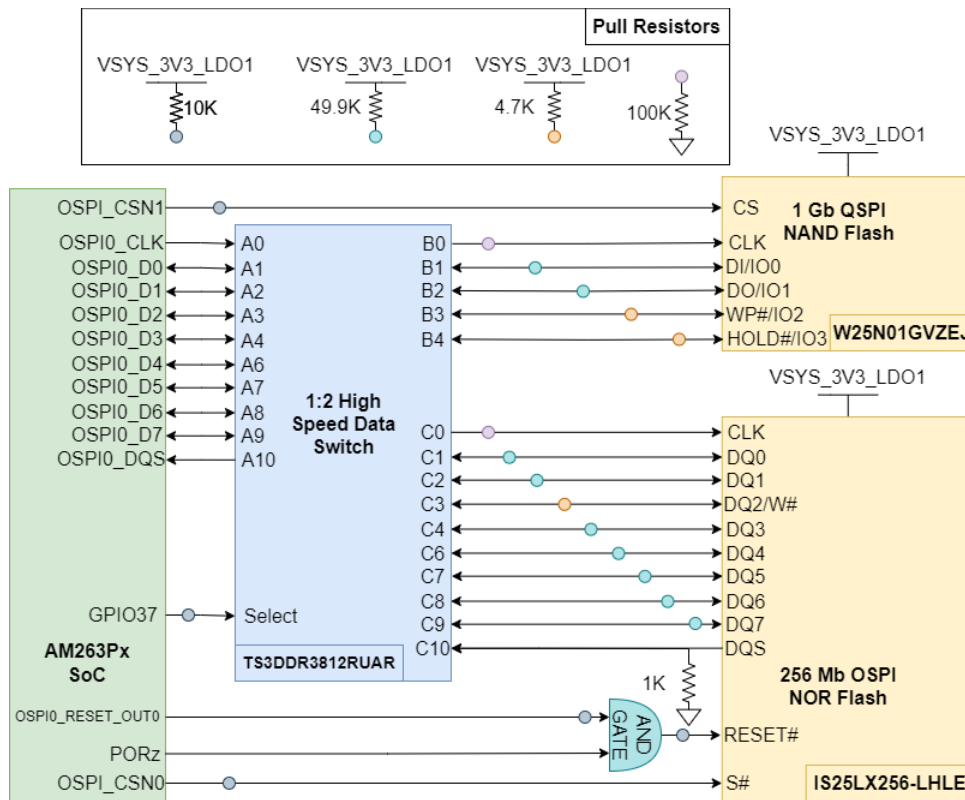 Pull Resistors
VSYS_3V3_LDO1
VSYS_3V3_LDO1
VSYS_3V3_LDO1
10K
49.9K
4.7K
100K
VSYS_3V3_LDO1
OSPI_CSN1
CS
1 Gb QSPI
NAND Flash
OSPI0_CLK
A0
B0
CLK
OSPI0_D0
A1
B1
DI/IO0
OSPI0_D1
A2
B2
DO/IO1
OSPI0_D2
A3
B3
WP#/IO2
OSPI0_D3
A4
B4
HOLD#/IO3
W25N01GVZEJ
OSPI0_D4
A6
OSPI0_D5
A7
OSPI0_D6
A8
OSPI0_D7
A9
OSPI0_DQS
A10
1:2 High
Speed Data
Switch
VSYS_3V3_LDO1
C0
CLK
C1
DQ0
C2
DQ1
C3
DQ2/W#
C4
DQ3
C6
DQ4
C7
DQ5
C8
DQ6
C9
DQ7
C10
DQS
GPIO37
Select
AM263Px
SoC
TS3DDR3812RUAR
1K
256 Mb OSPI
NOR Flash
OSPI0_RESET_OUT0
AND
GATE
RESET#
PORz
OSPI_CSN0
S#
IS25LX256-LHLE